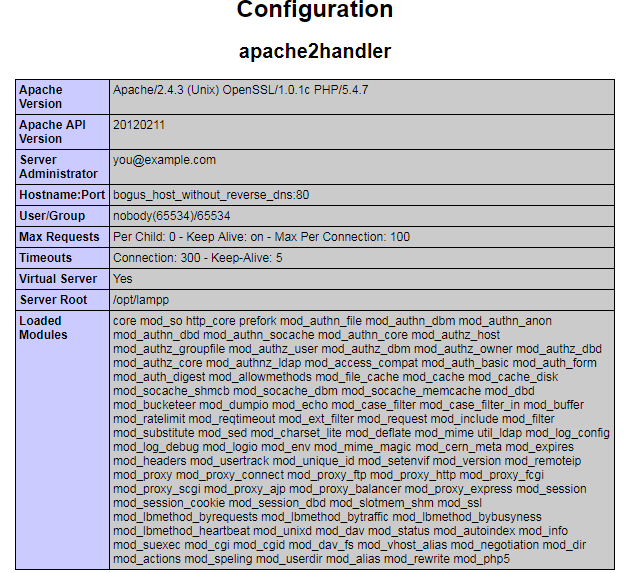 Configuration
apache2handler
Apache
Version
Apache/2.4.3 (Unix) OpenSSL/1.0.1c PHP/5.4.7
Apache API
Version
20120211
Server
Administrator
you@example.com
Hostname:Port
bogus_host_without_reverse_dns:80
User/Group
nobody(65534)/65534
Max Requests
Per Child: 0 - Keep Alive: on - Max Per Connection: 100
Timeouts
Connection: 300 - Keep-Alive: 5
Virtual Server
Yes
Server Root
/opt/lampp
Loaded
Modules
core mod_so http_core prefork mod_authn_file mod_authn_dbm mod_authn_anon
mod_authn_dbd mod_authn_socache mod_authn_core mod_authz_host
mod_authz_groupfile mod_authz_user mod_authz_dbm mod_authz_owner mod_authz_dbd
mod_authz_core mod_authnz_ldap mod_access_compat mod_auth_basic mod_auth_form
mod_auth_digest mod_allowmethods mod_file_cache mod_cache mod_cache_disk
mod_socache_shmcb mod_socache_dbm mod_socache_memcache mod_dbd
mod_bucketeer mod_dumpio mod_echo mod_case_filter mod_case_filter_in mod_buffer
mod_ratelimit mod_reqtimeout mod_ext_filter mod_request mod_include mod_filter
mod_substitute mod_sed mod_charset_lite mod_deflate mod_mime util_ldap mod_log_config
mod_log_debug mod_logio mod_env mod_mime_magic mod_cern_meta mod_expires
mod_headers mod_usertrack mod_unique_id mod_setenvif mod_version mod_remoteip
mod_proxy mod_proxy_connect mod_proxy_ftp mod_proxy_http mod_proxy_fcgi
mod_proxy_scgi mod_proxy_ajp mod_proxy_balancer mod_proxy_express mod_session
mod_session_cookie mod_session_dbd mod_slotmem_shm mod_ssl
mod_lbmethod_byrequests mod_lbmethod_bytraffic mod_lbmethod_bybusyness
mod_lbmethod_heartbeat mod_unixd mod_dav mod_status mod_autoindex mod_info
mod_suexec mod_cgi mod_cgid mod_dav_fs mod_vhost_alias mod_negotiation mod_dir
mod_actions mod_speling mod_userdir mod_alias mod_rewrite mod_php5